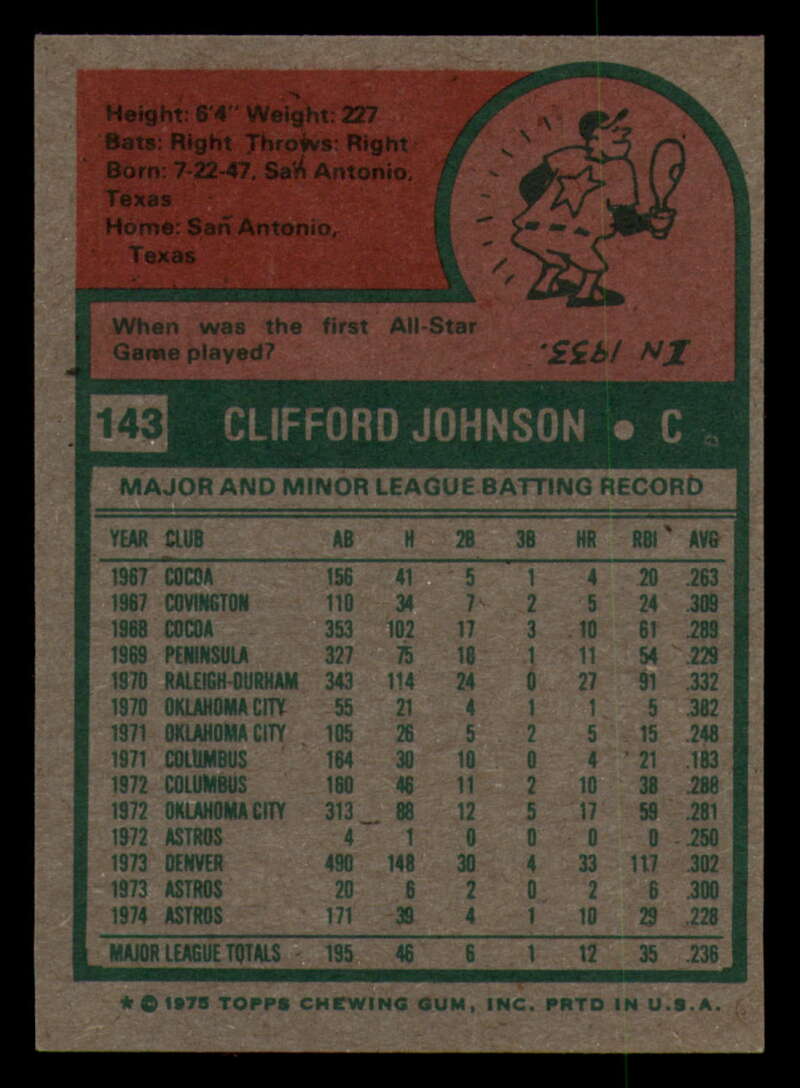 Height: 6'4" Weight: 227
Bats: Right Throws: Right
Born: 7-22-47, San Antonio,
Texas
Home: San Antonio,
Texas
When was the first All-Star
Game played?
IN 1933.
143 CLIFFORD JOHNSON • C
MAJOR AND MINOR LEAGUE BATTING RECORD
YEAR CLUB AB H 2B 3B HR RBI AVG
1967 COCOA 156 41 5 1 4 20 .263
1967 COVINGTON 110 34 7 2 5 24 .309
1968 COCOA 353 102 17 3 10 61 .289
1969 PENINSULA 327 75 16 1 11 54 .229
1970 RALEIGH-DURHAM 343 114 24 0 27 91 .332
1970 OKLAHOMA CITY 55 21 4 1 1 5 .382
1971 OKLAHOMA CITY 105 26 5 2 5 15 .248
1971 COLUMBUS 164 30 10 0 4 21 .183
1972 COLUMBUS 160 46 11 2 10 38 .288
1972 OKLAHOMA CITY 313 88 12 5 17 59 .281
1972 ASTROS 4 1 0 0 0 0 .250
1973 DENVER 490 148 30 4 33 117 .302
1973 ASTROS 20 6 2 0 2 6 .300
1974 ASTROS 171 39 4 1 10 29 .228
MAJOR LEAGUE TOTALS 195 46 6 1 12 35 .236
* © 1975 TOPPS CHEWING GUM, INC. PRTD IN U.S.A.